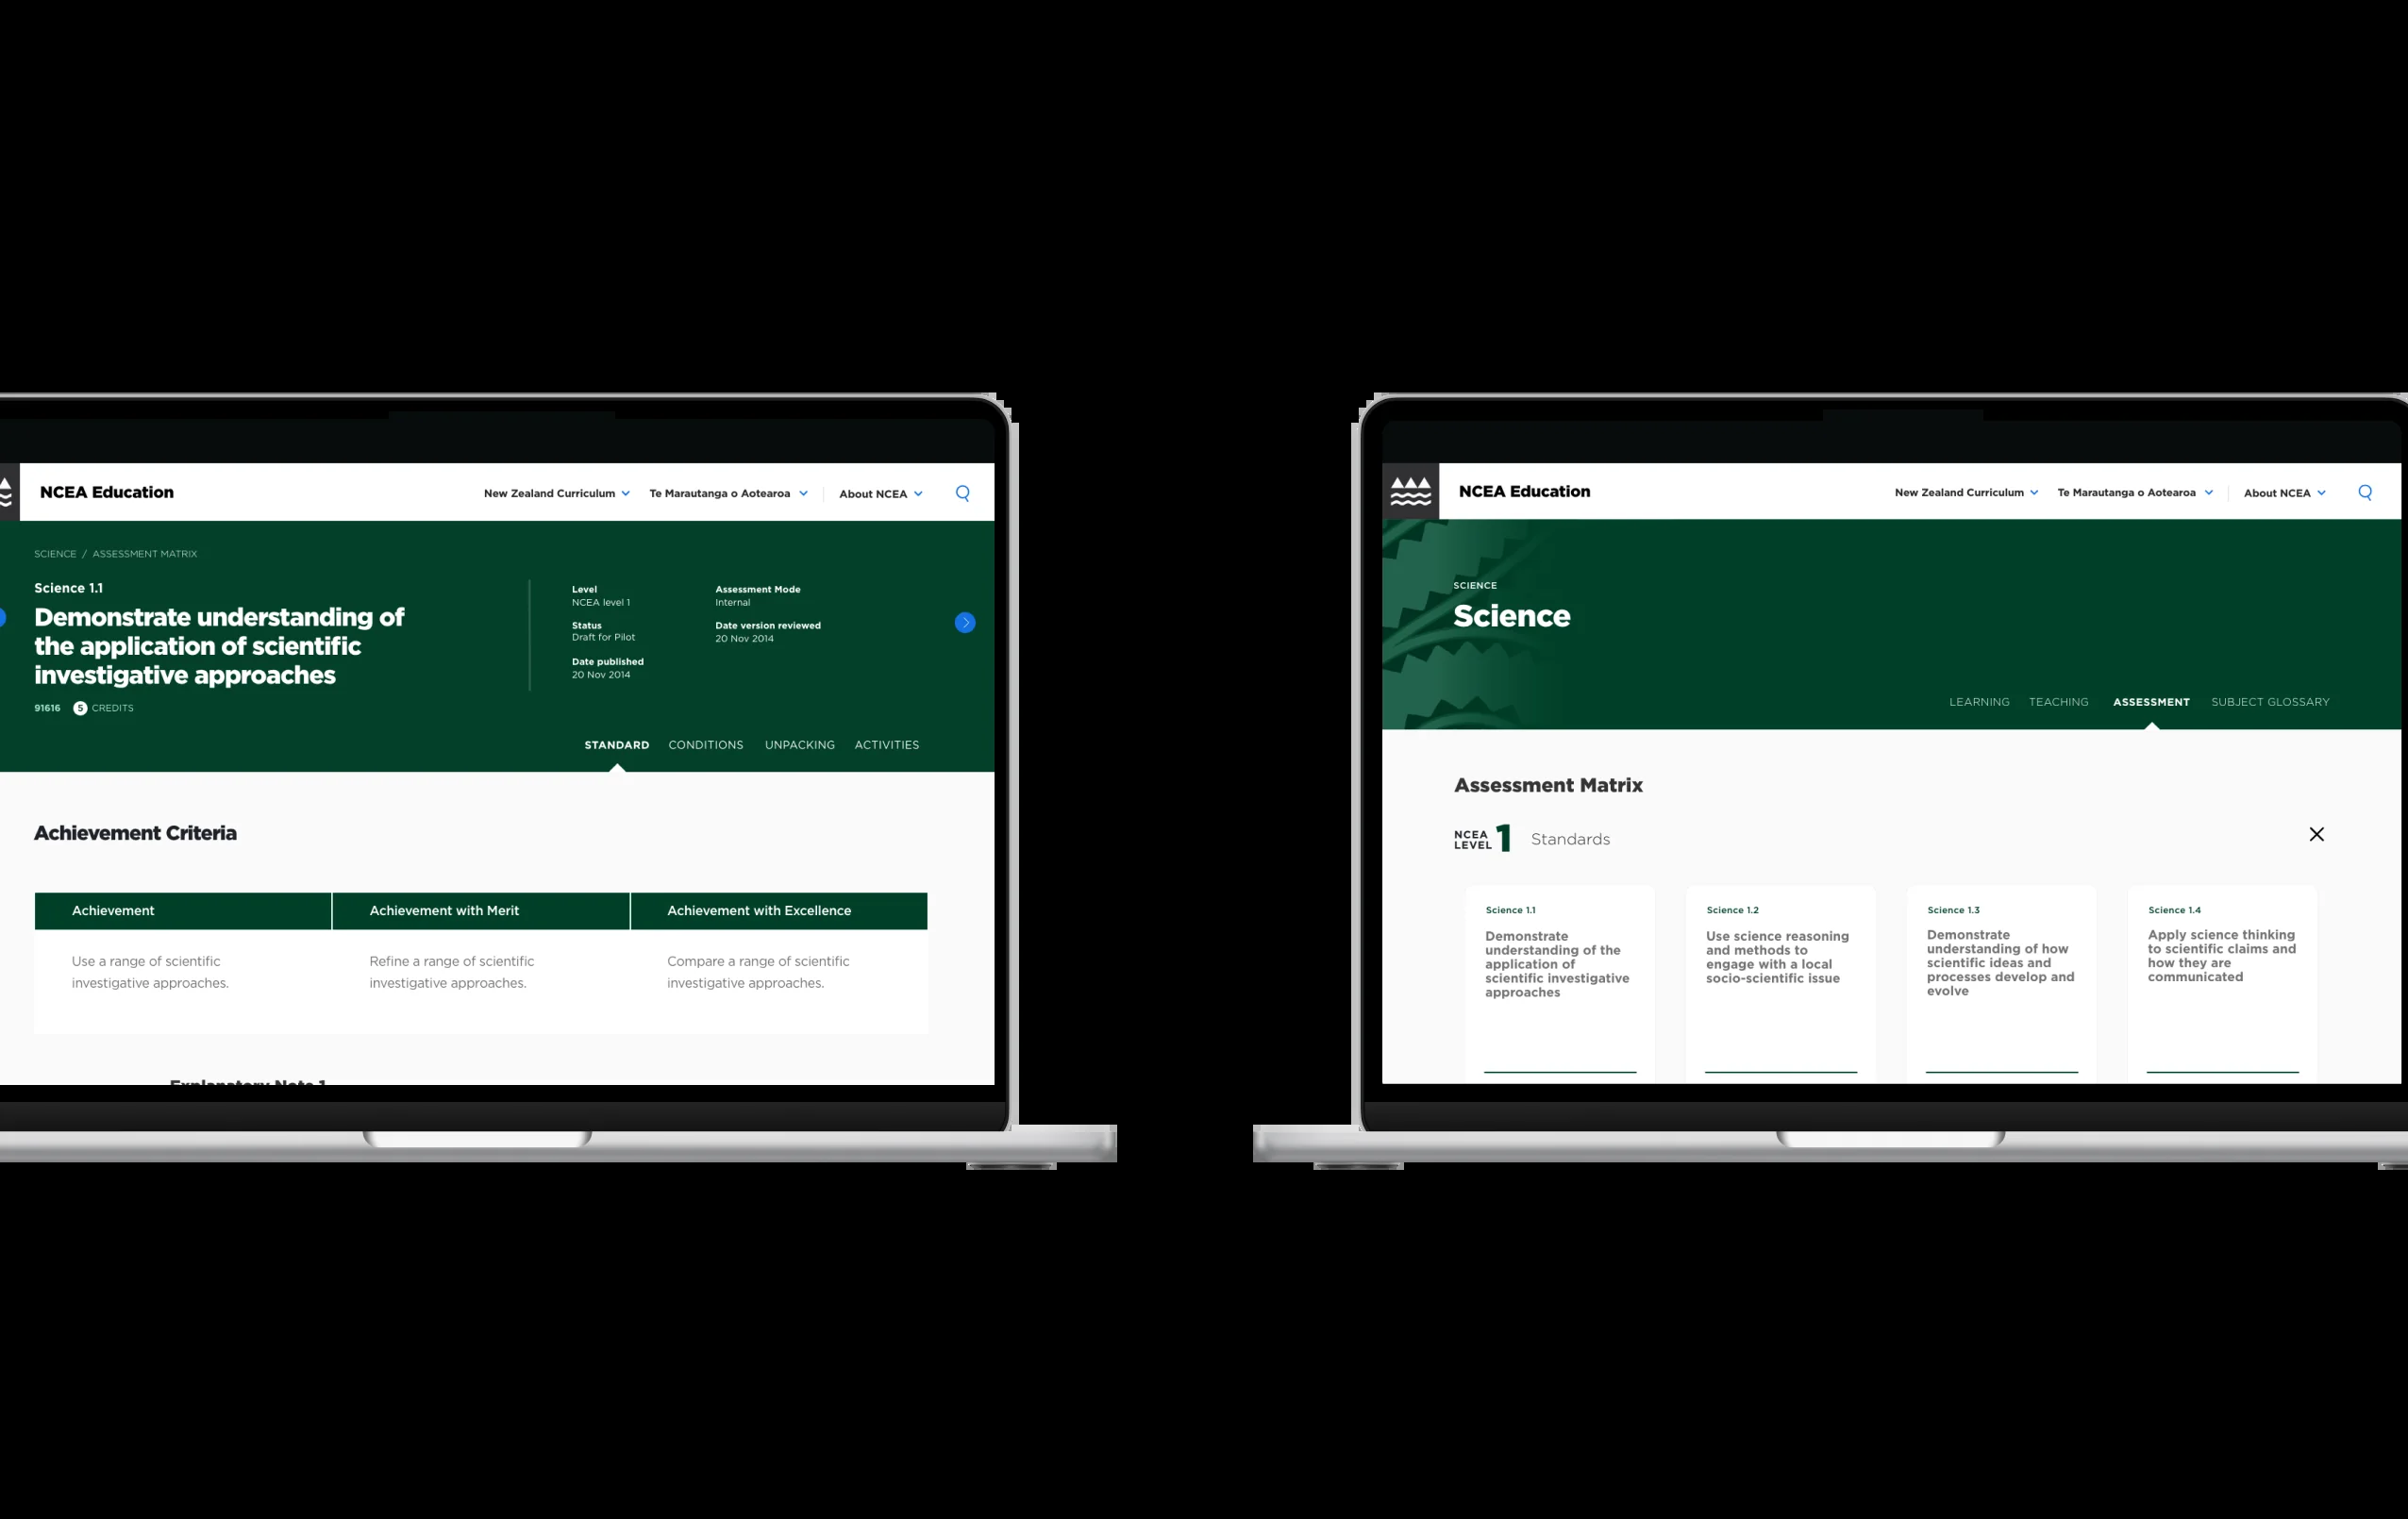 NCEA Education
New Zealand Curriculum
Te Marautanga o Aotearoa
About NCEA
SCIENCE / ASSESSMENT MATRIX
Science 1.1
Demonstrate understanding of
the application of scientific
investigative approaches
91616 5 CREDITS
Level
NCEA level 1
Status
Draft for Pilot
Date published
20 Nov 2014
Assessment Mode
Internal
Date version reviewed
20 Nov 2014
STANDARD CONDITIONS UNPACKING ACTIVITIES
Achievement Criteria
Achievement
Use a range of scientific
investigative approaches.
Achievement with Merit
Refine a range of scientific
investigative approaches.
Achievement with Excellence
Compare a range of scientific
investigative approaches.
Explanatory Note 1
NCEA Education
New Zealand Curriculum
Te Marautanga o Aotearoa
About NCEA
SCIENCE
Science
LEARNING TEACHING ASSESSMENT SUBJECT GLOSSARY
Assessment Matrix
NCEA
LEVEL 1 Standards
Science 1.1
Demonstrate
understanding of the
application of
scientific investigative
approaches
Science 1.2
Use science reasoning
and methods to
engage with a local
socio-scientific issue
Science 1.3
Demonstrate
understanding of how
scientific ideas and
processes develop and
evolve
Science 1.4
Apply science thinking
to scientific claims and
how they are
communicated